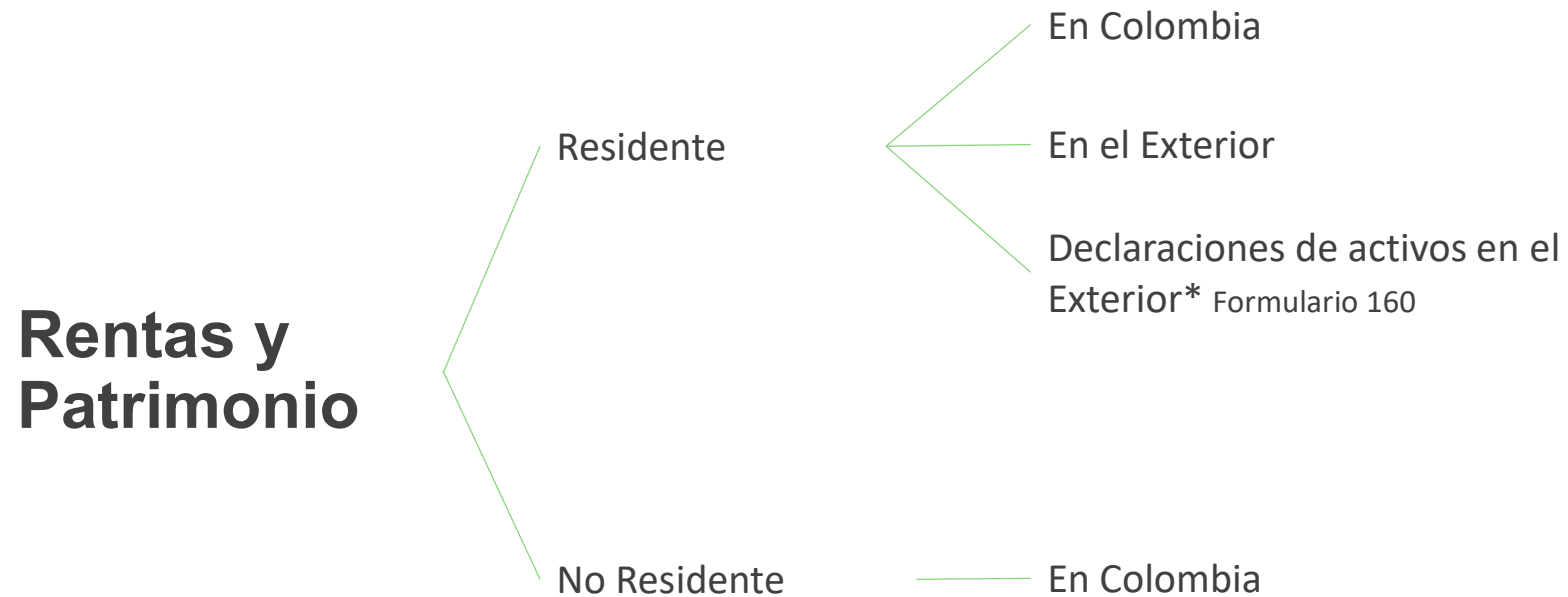 Rentas y
Patrimonio
Residente
En Colombia
En el Exterior
Declaraciones de activos en el
Exterior* Formulario 160
No Residente
En Colombia